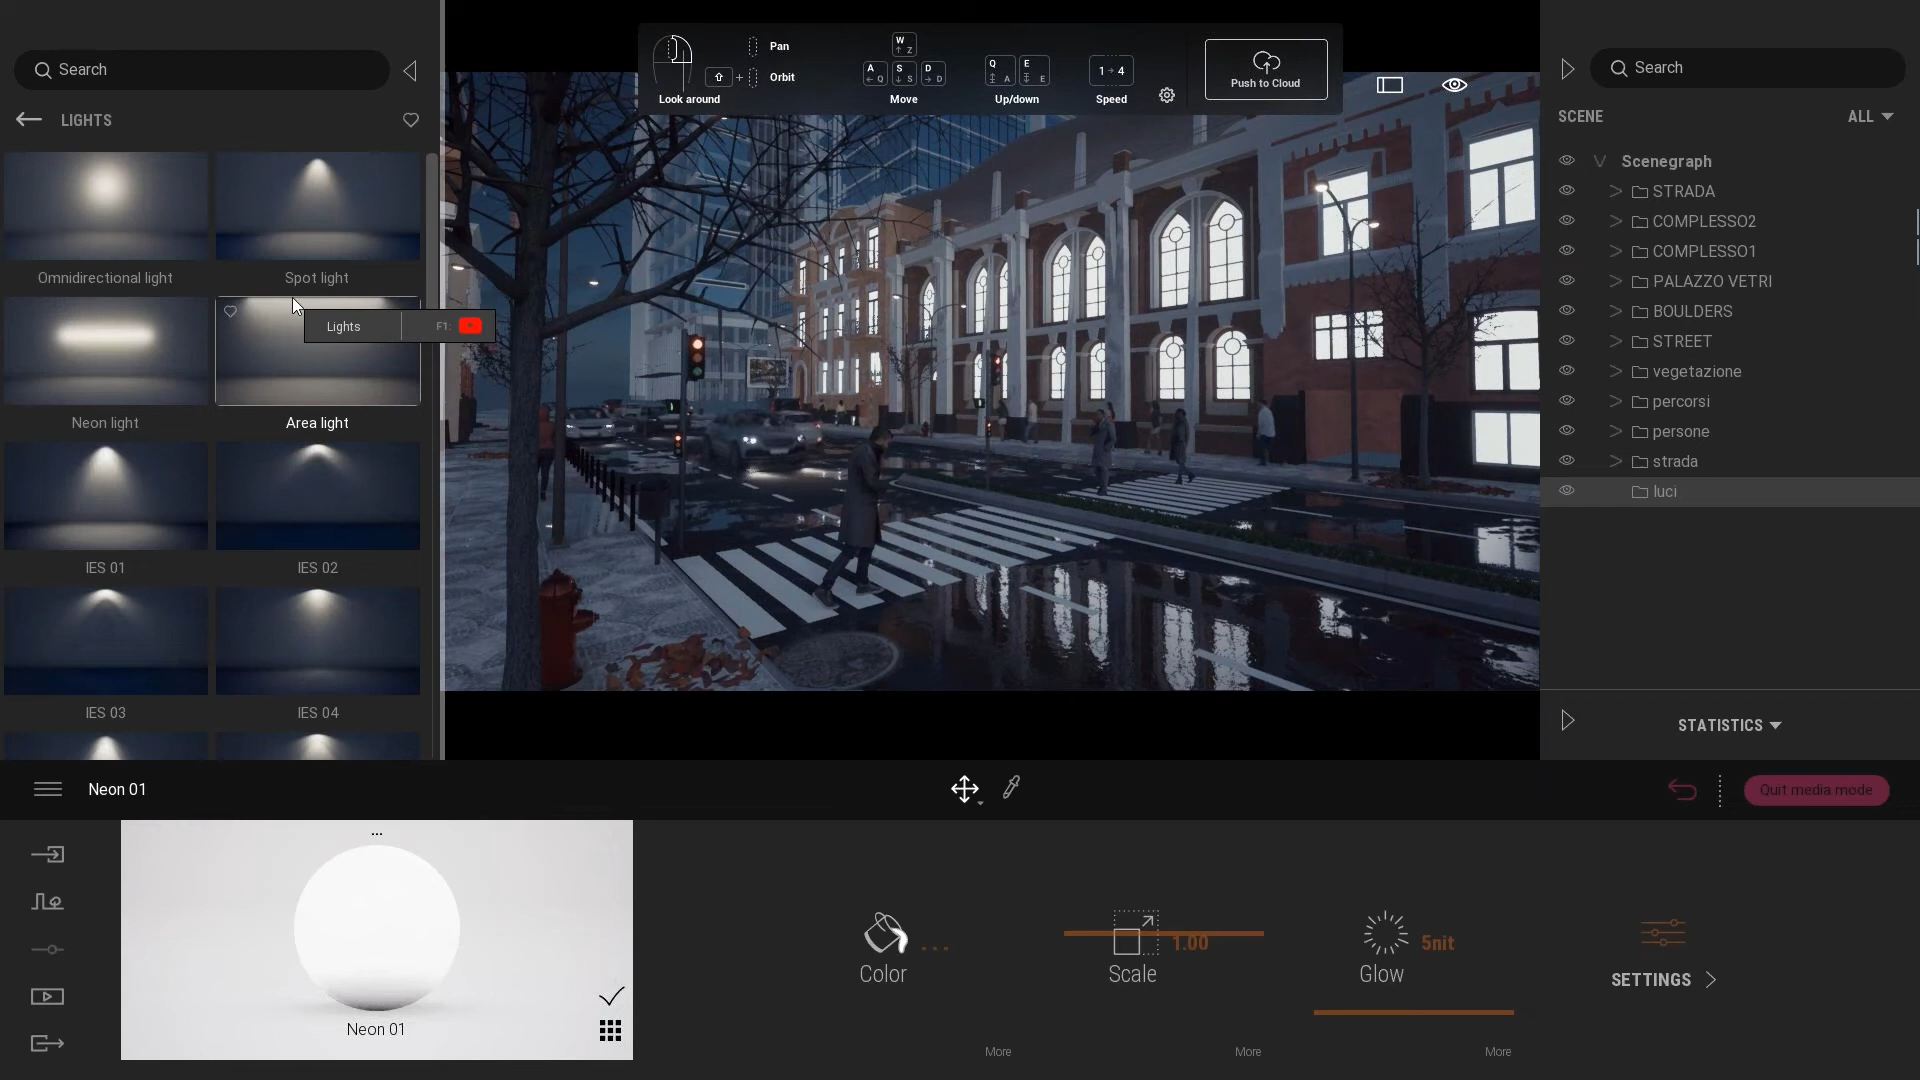 Search
LIGHTS
Omnidirectional light
Spot light
Neon light
Area light
Lights
F1:
IES 01
IES 02
IES 03
IES 04
Look around
Pan
+
Orbit
W
Z
A
Q
S
S
D
D
Move
Q
A
E
E
Up/down
1 → 4
Speed
Push to Cloud
Search
SCENE
ALL
Scenegraph
STRADA
COMPLESSO2
COMPLESSO1
PALAZZO VETRI
BOULDERS
STREET
vegetazione
percorsi
persone
strada
luci
STATISTICS
Neon 01
Quit media mode
...
Neon 01
Color
...
More
Scale
1.00
More
Glow
5nit
More
SETTINGS